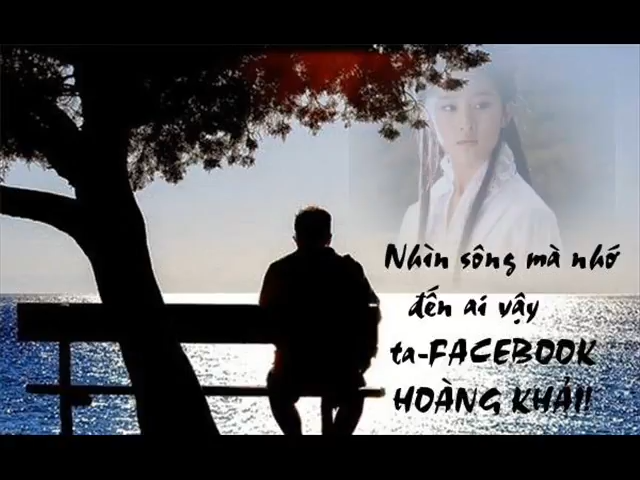 Nhìn sông mà nhớ
đến ai vậy
ta-FACEBOOK
HOÀNG KHẢI!!